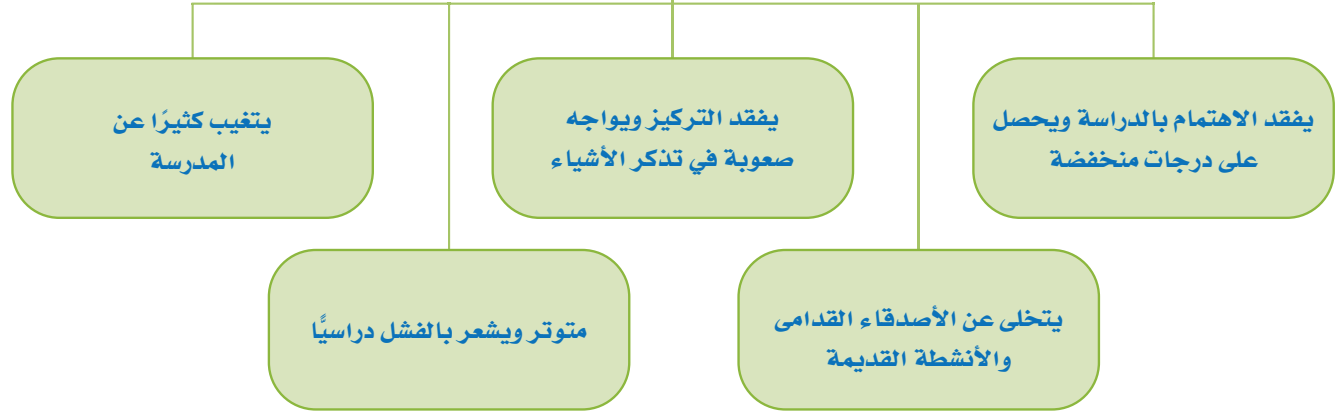 يفقد الاهتمام بالدراسة ويحصل
على درجات منخفضة
يفقد التركيز ويواجه
صعوبة في تذكر الأشياء
يتغيب كثيرًا عن
المدرسة
يتخلى عن الأصدقاء القدامى
والأنشطة القديمة
متوتر ويشعر بالفشل دراسيًّا